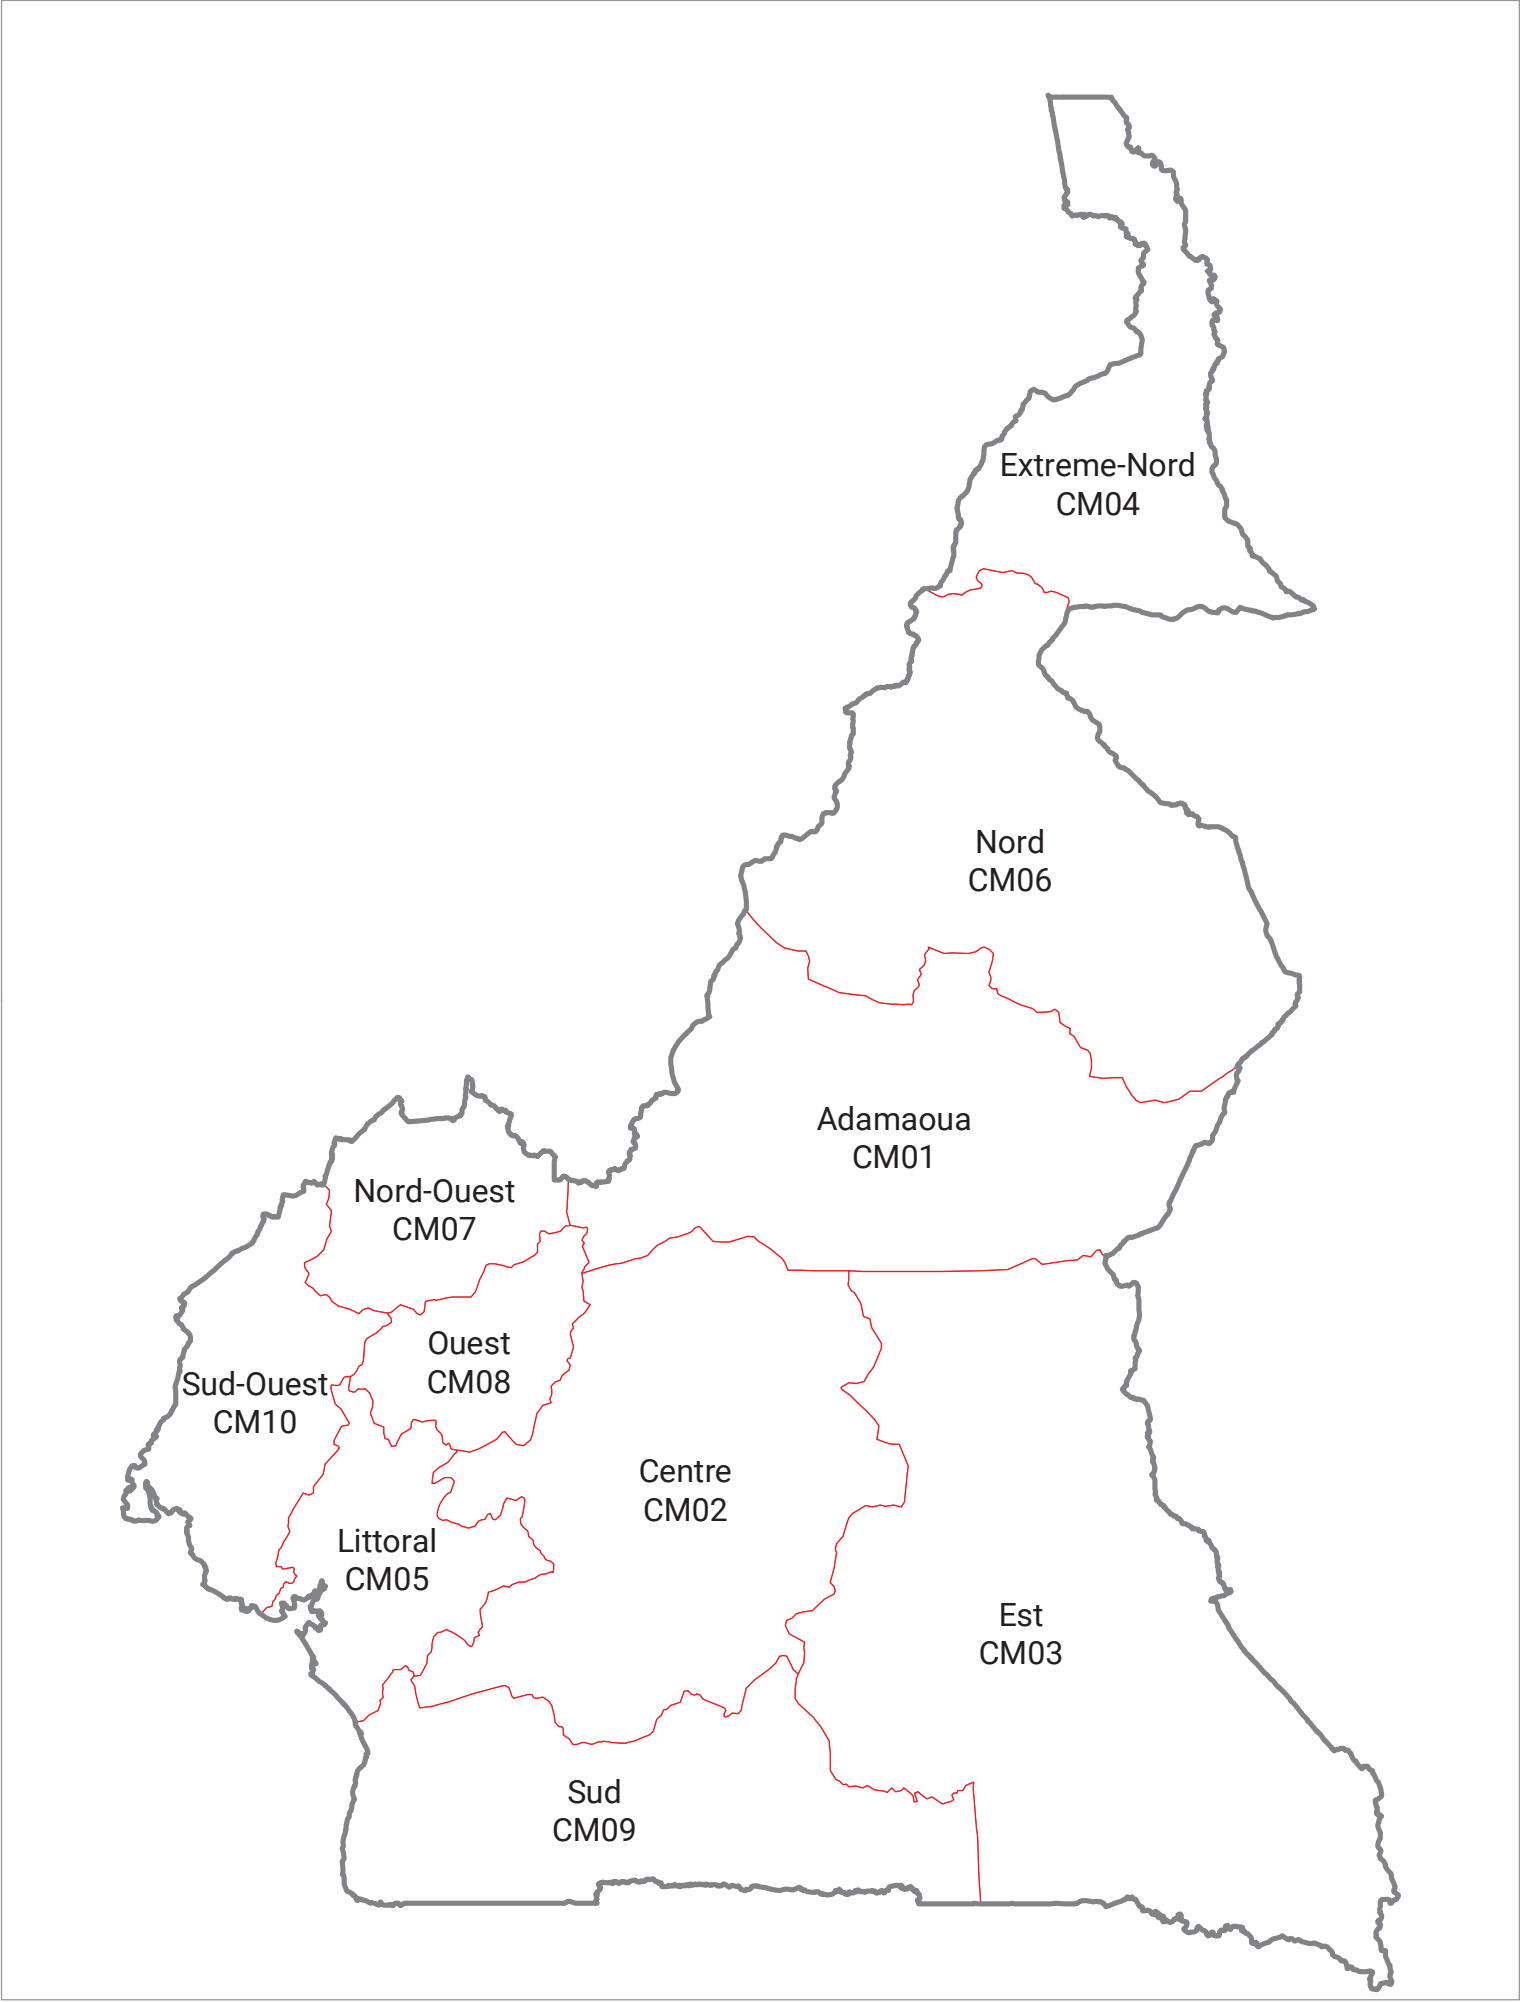 Extreme-Nord
CM04
Nord
CM06
Adamaoua
CM01
Nord-Ouest
CM07
Ouest
CM08
Sud-Ouest
CM10
Centre
CM02
Littoral
CM05
Est
CM03
Sud
CM09